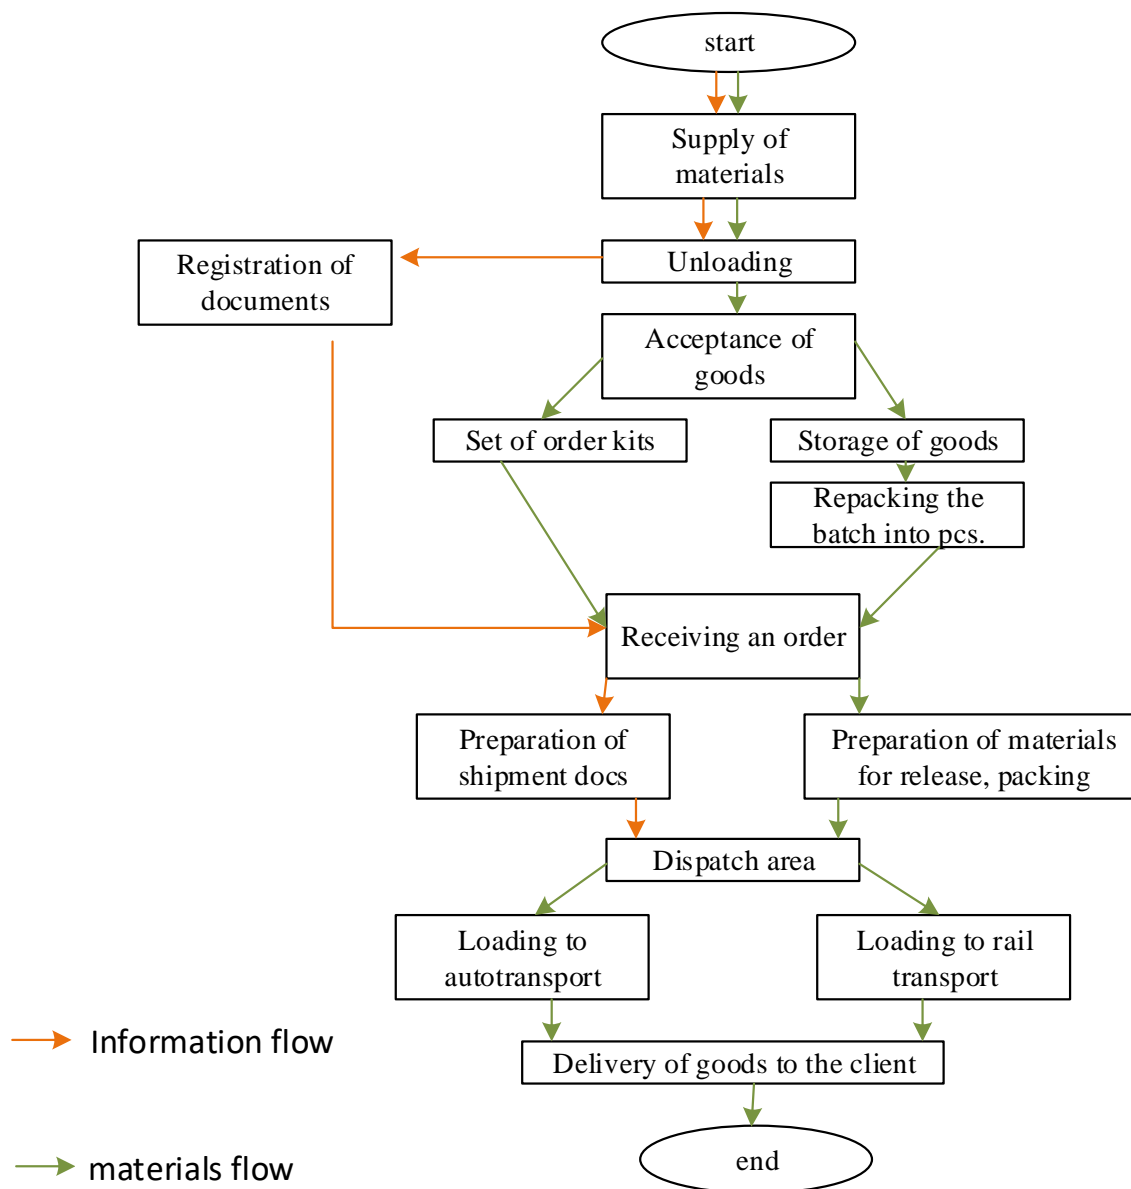 start
Supply of
materials
Registration of
documents
Unloading
Acceptance of
goods
Set of order kits
Storage of goods
Repacking the
batch into pcs.
Receiving an order
Preparation of
shipment docs
Preparation of materials
for release, packing
Dispatch area
Loading to
autotransport
Loading to rail
transport
Information flow
Delivery of goods to the client
materials flow
end